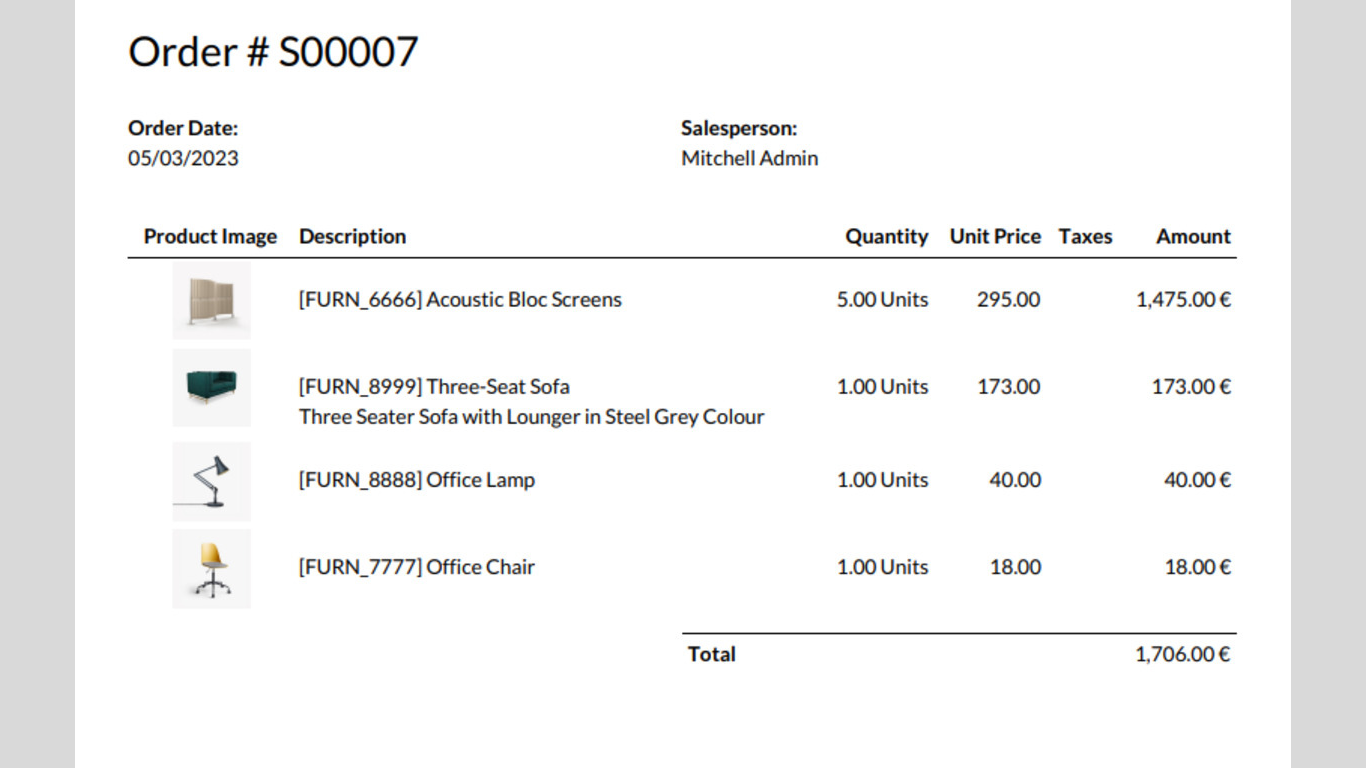 Order # S00007
Order Date: Salesperson:
05/03/2023 Mitchell Admin
Product Image Description Quantity Unit Price Taxes Amount
[FURN_6666] Acoustic Bloc Screens 5.00 Units 295.00 1,475.00 €
[FURN_8999] Three-Seat Sofa 1.00 Units 173.00 173.00 €
Three Seater Sofa with Lounger in Steel Grey Colour
[FURN_8888] Office Lamp 1.00 Units 40.00 40.00 €
[FURN_7777] Office Chair 1.00 Units 18.00 18.00 €
Total 1,706.00 €